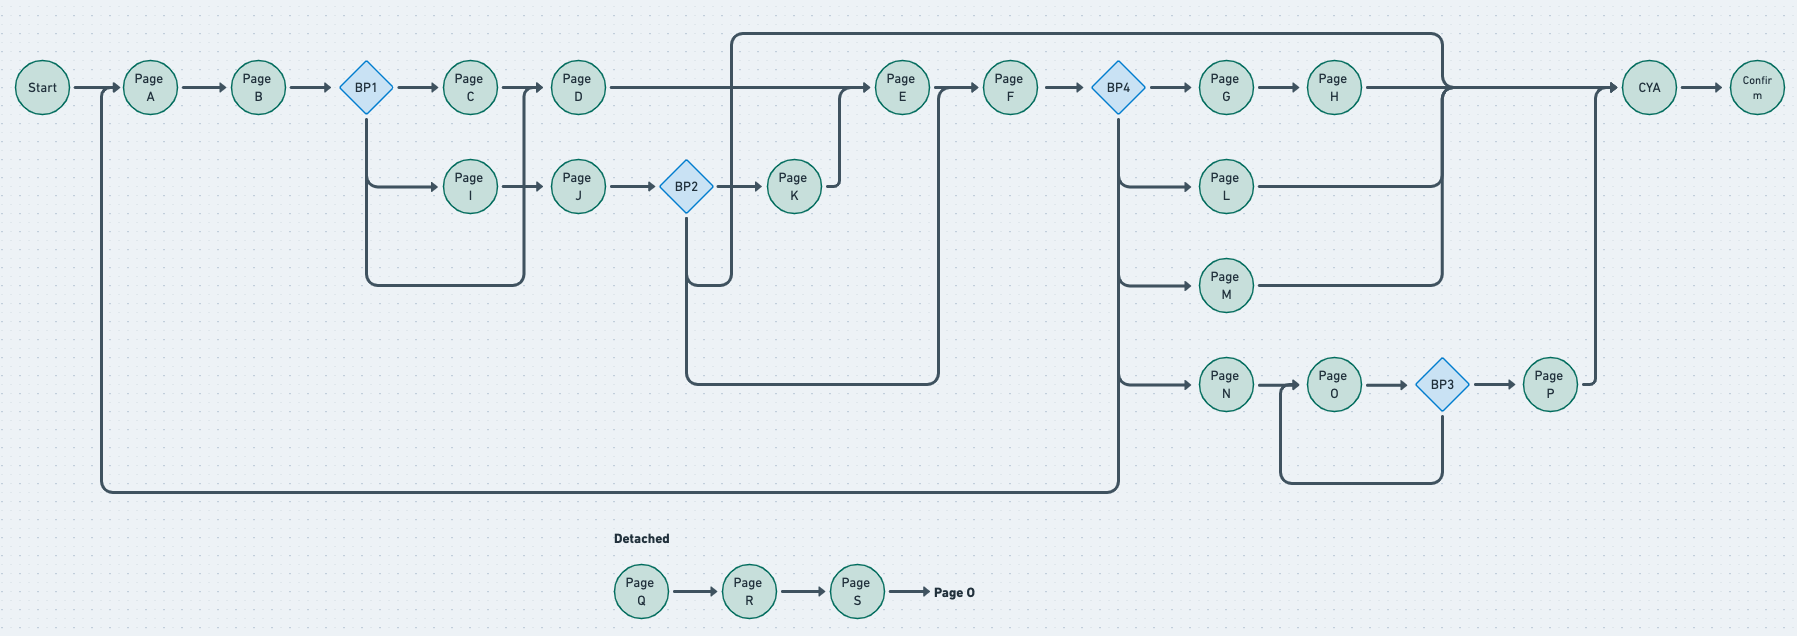 Start
Page
A
Page
B
BP1
Page
C
Page
D
Page
E
Page
F
BP4
Page
G
Page
H
CYA
Confir
m
Page
I
Page
J
BP2
Page
K
Page
L
Page
M
Page
N
Page
O
BP3
Page
P
Detached
Page
Q
Page
R
Page
S
Page O